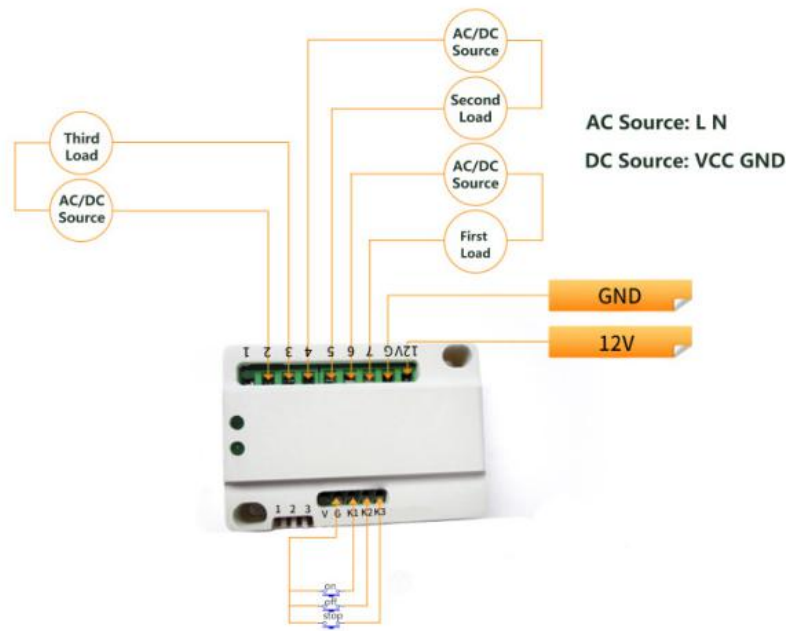 AC/DC
Source
Second
Load
AC Source: L N
Third
Load
AC/DC
Source
DC Source: VCC GND
AC/DC
Source
First
Load
GND
12V
1 2 3 4 5 6 7 G 12V
1 2 3
V G K1 K2 K3
on
off
stop